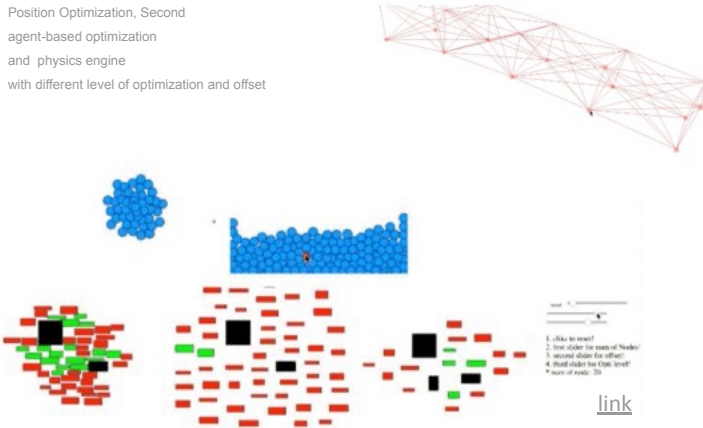 Position Optimization, Second
agent-based optimization
and physics engine
with different level of optimization and offset
reset
1. click to reset!
2. first slider for num of Nodes!
3. second slider for offset!
4. third slider for Opti level!
* num of node: 20
link